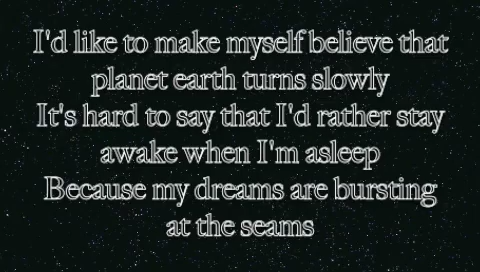 I'd like to make myself believe that
planet earth turns slowly
It's hard to say that I'd rather stay
awake when I'm asleep
Because my dreams are bursting
at the seams